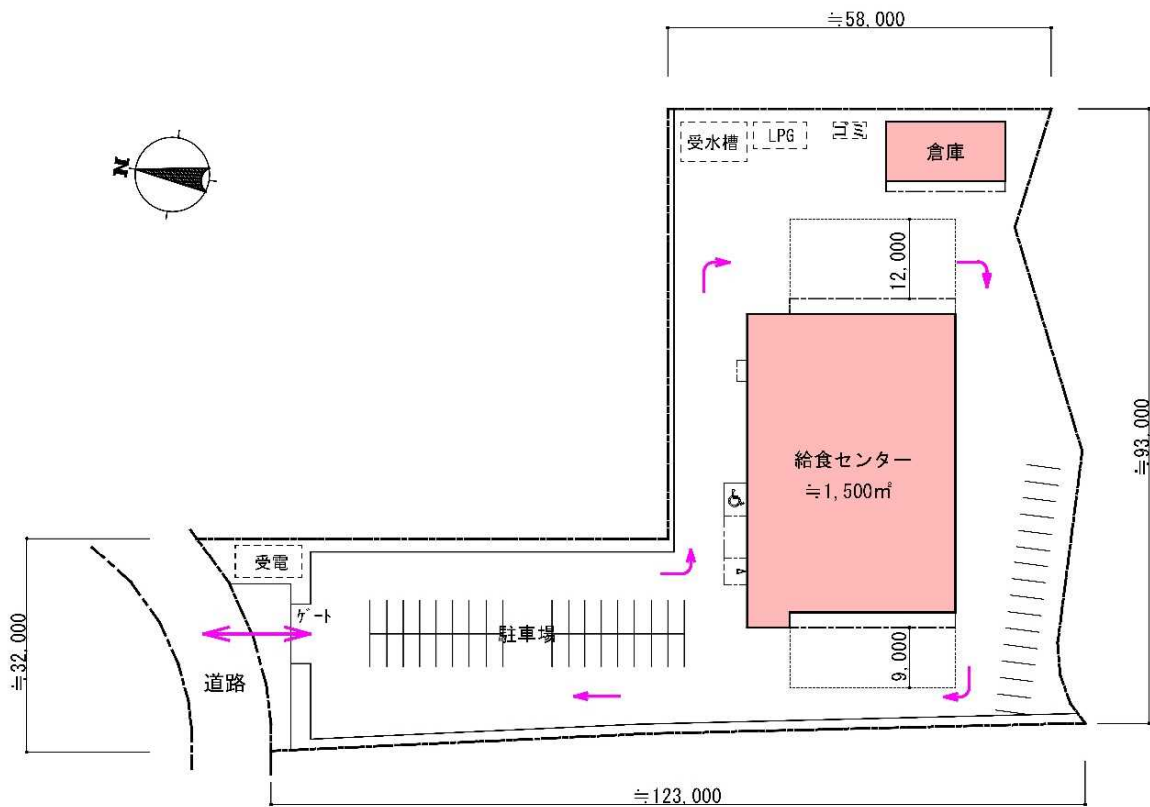 ≒58,000
N
受水槽
LPG
ゴミ
倉庫
12,000
≒93,000
給食センター
≒1,500㎡
受電
ゲート
≒32,000
駐車場
道路
9,000
≒123,000